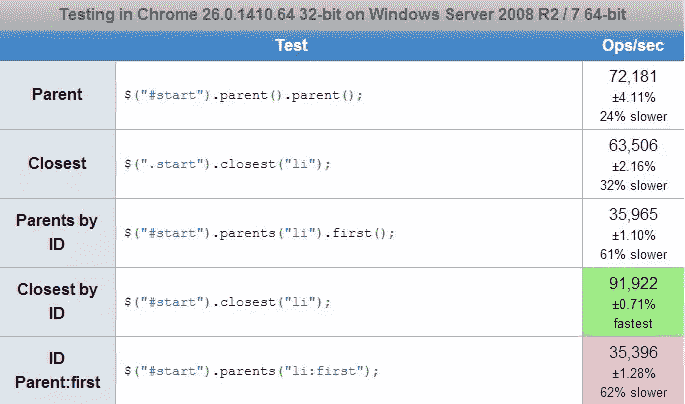 Testing in Chrome 26.0.1410.64 32-bit on Windows Server 2008 R2 / 7 64-bit
Test
Ops/sec
Parent
$("#start").parent().parent();
72,181
±4.11%
24% slower
Closest
$(".start").closest("li");
63,506
±2.16%
32% slower
Parents by
ID
$("#start").parents("li").first();
35,965
±1.10%
61% slower
Closest by
ID
$("#start").closest("li");
91,922
±0.71%
fastest
ID
Parent:first
$("#start").parents("li:first");
35,396
±1.28%
62% slower